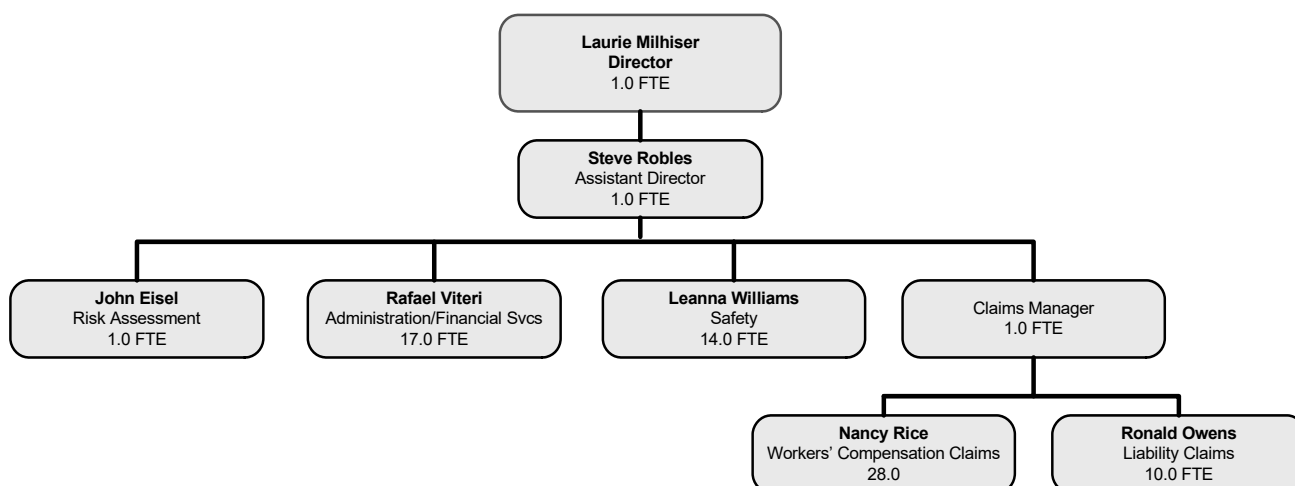 Laurie Milhiser
Director
1.0 FTE
Steve Robles
Assistant Director
1.0 FTE
John Eisel
Risk Assessment
1.0 FTE
Rafael Viteri
Administration/Financial Svcs
17.0 FTE
Leanna Williams
Safety
14.0 FTE
Claims Manager
1.0 FTE
Nancy Rice
Workers’ Compensation Claims
28.0
Ronald Owens
Liability Claims
10.0 FTE